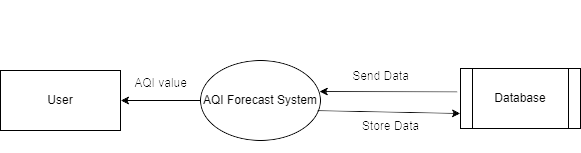 AQI value
Send Data
User
AQI Forecast System
Database
Store Data